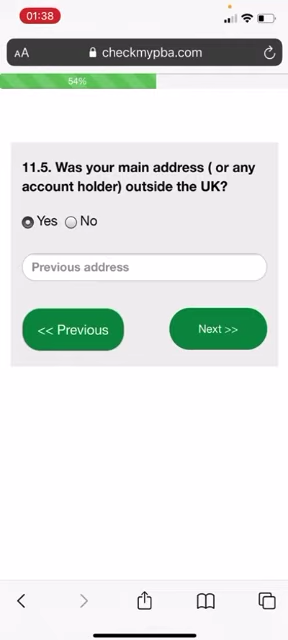 01:38
AA checkmypba.com
54%
11.5. Was your main address ( or any
account holder) outside the UK?
Yes No
Previous address
<< Previous Next >>